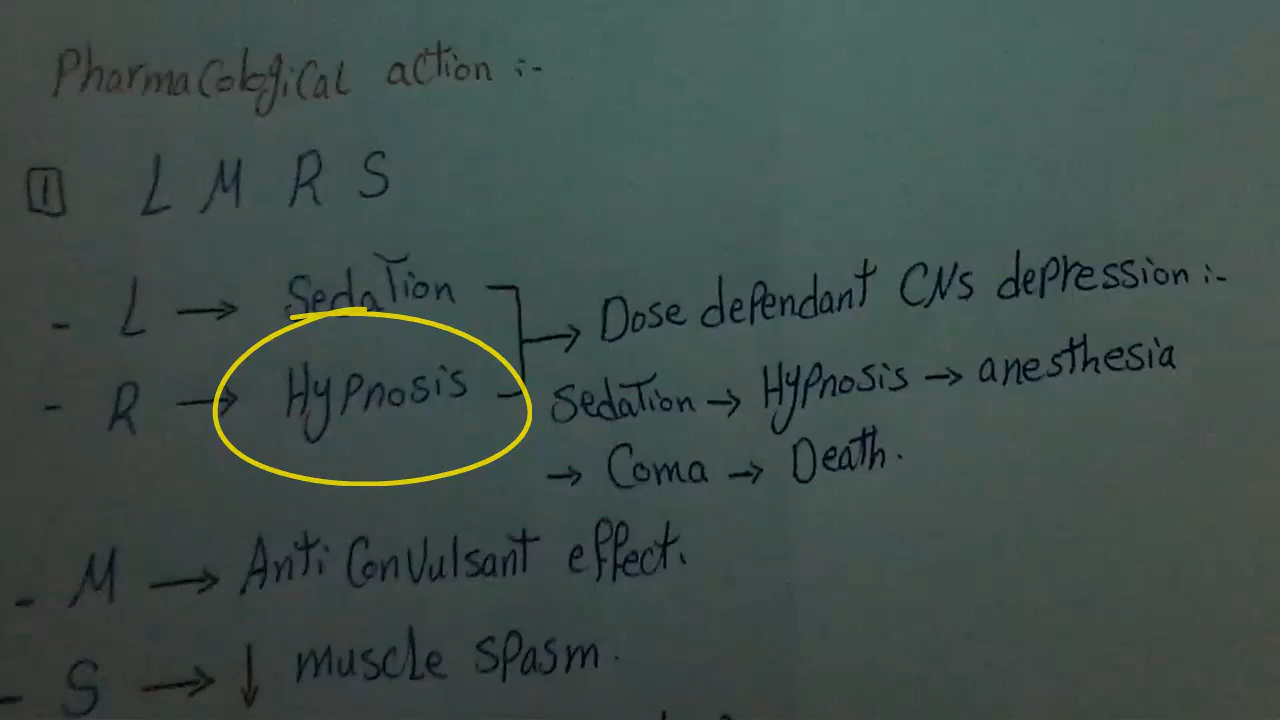 Pharmacological action :-
1 L M R S
- L → Sedation → Dose dependant CNS depression :-
- R → Hypnosis Sedation → Hypnosis → anesthesia
→ Coma → Death.
- M → Anti Convulsant effect.
- S → ↓ muscle spasm.